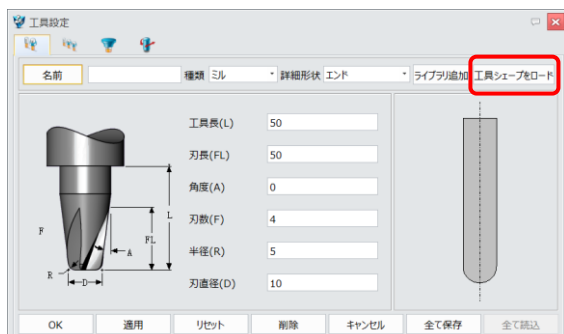 工具設定
名前 種類 ミル 詳細形状 エンド ライブラリ追加 工具シェープをロード
工具長(L) 50
刃長(FL) 50
角度(A) 0
刃数(F) 4
半径(R) 5
刃直径(D) 10
L
F
FL
A
R
D
OK 適用 リセット 削除 キャンセル 全て保存 全て読込